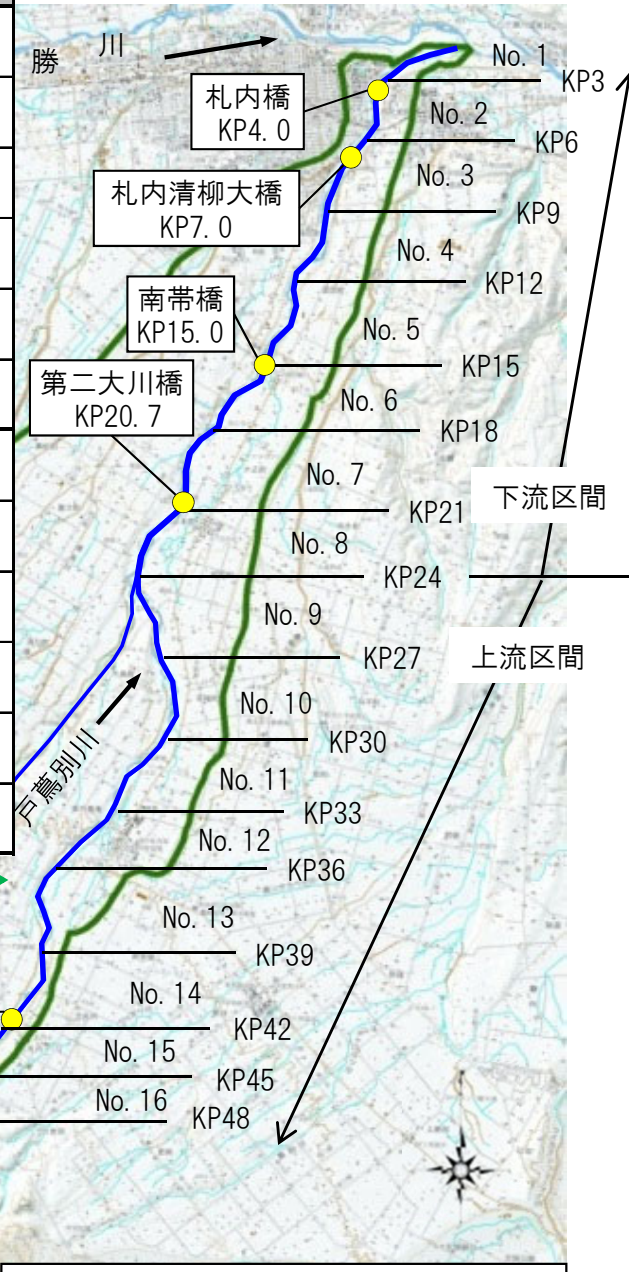 勝川
No. 1
KP3
札内橋
KP4.0
No. 2
KP6
札内清柳大橋
KP7.0
No. 3
KP9
No. 4
KP12
南帯橋
KP15.0
No. 5
KP15
第二大川橋
KP20.7
No. 6
KP18
No. 7
KP21
下流区間
No. 8
KP24
No. 9
KP27
上流区間
No. 10
KP30
戸蔦別川
No. 11
KP33
No. 12
KP36
No. 13
KP39
No. 14
KP42
No. 15
KP45
No. 16
KP48